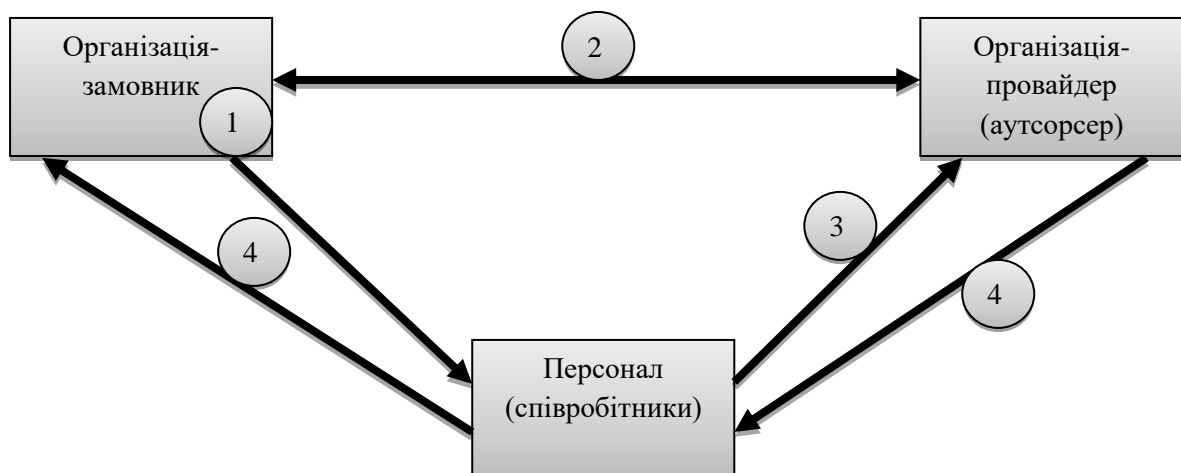 Організація-
замовник
2
Організація-
провайдер
(аутсорсер)
1
4
3
4
Персонал
(співробітники)